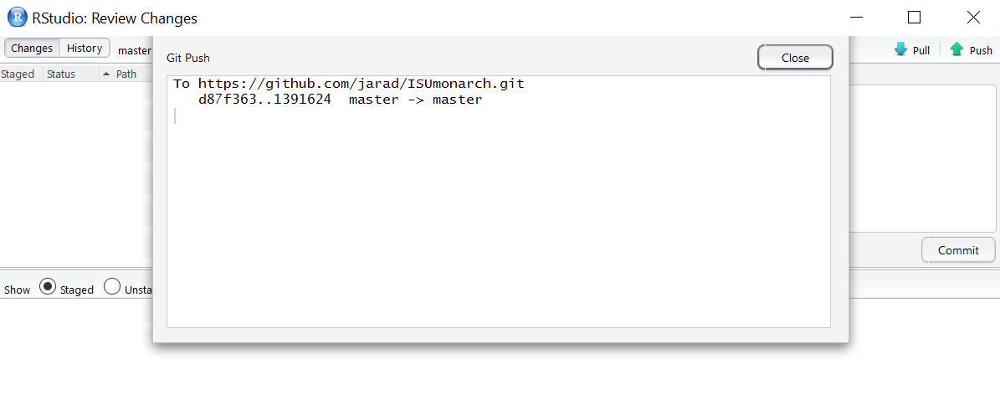 RStudio: Review Changes
Changes History master
Pull Push
Staged Status Path
Git Push
Close
To https://github.com/jarad/ISUmonarch.git
d87f363..1391624 master -> master
Commit
Show Staged Unsta